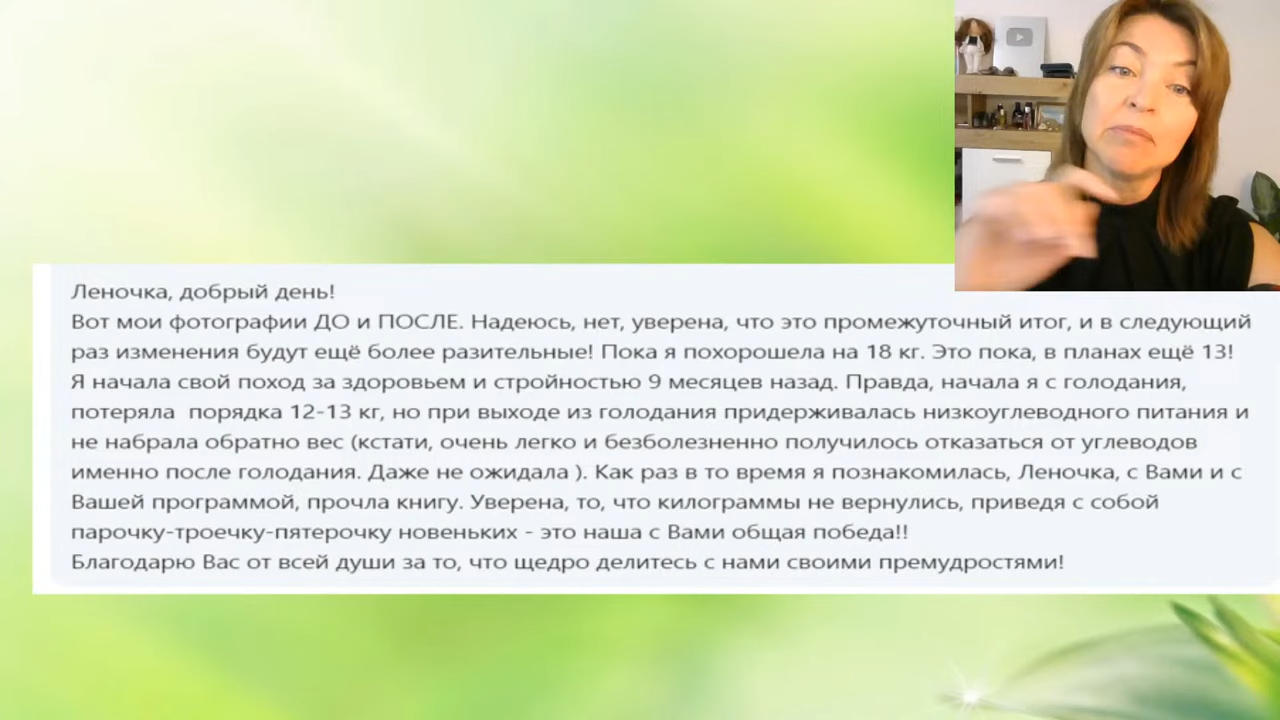 Леночка, добрый день!
Вот мои фотографии ДО и ПОСЛЕ. Надеюсь, нет, уверена, что это промежуточный итог, и в следующий
раз изменения будут ещё более разительные! Пока я похорошела на 18 кг. Это пока, в планах ещё 13!
Я начала свой поход за здоровьем и стройностью 9 месяцев назад. Правда, начала я с голодания,
потеряла  порядка 12-13 кг, но при выходе из голодания придерживалась низкоуглеводного питания и
не набрала обратно вес (кстати, очень легко и безболезненно получилось отказаться от углеводов
именно после голодания. Даже не ожидала ). Как раз в то время я познакомилась, Леночка, с Вами и с
Вашей программой, прочла книгу. Уверена, то, что килограммы не вернулись, приведя с собой
парочку-троечку-пятерочку новеньких - это наша с Вами общая победа!!
Благодарю Вас от всей души за то, что щедро делитесь с нами своими премудростями!